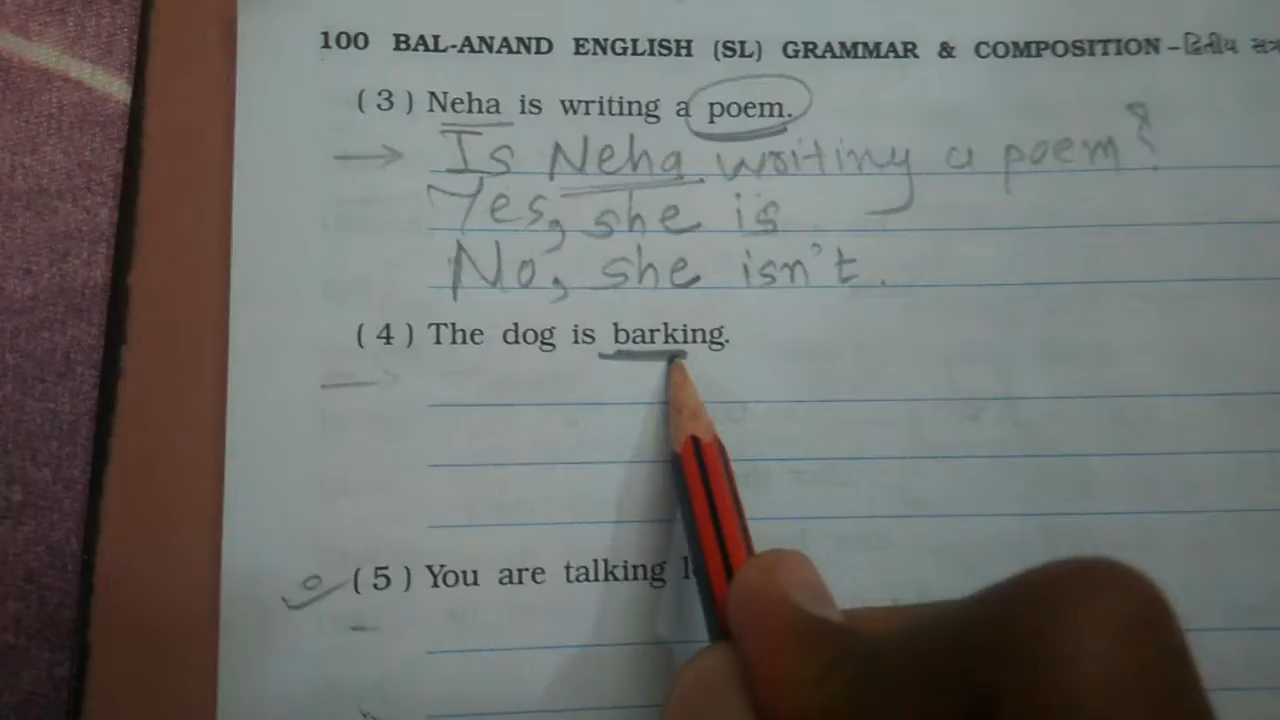 100 BAL-ANAND ENGLISH (SL) GRAMMAR & COMPOSITION - દ્વિતીય
(3) Neha is writing a poem.
→ Is Neha writing a poem?
Yes, she is
No, she isn't.
(4) The dog is barking.
(5) You are talking